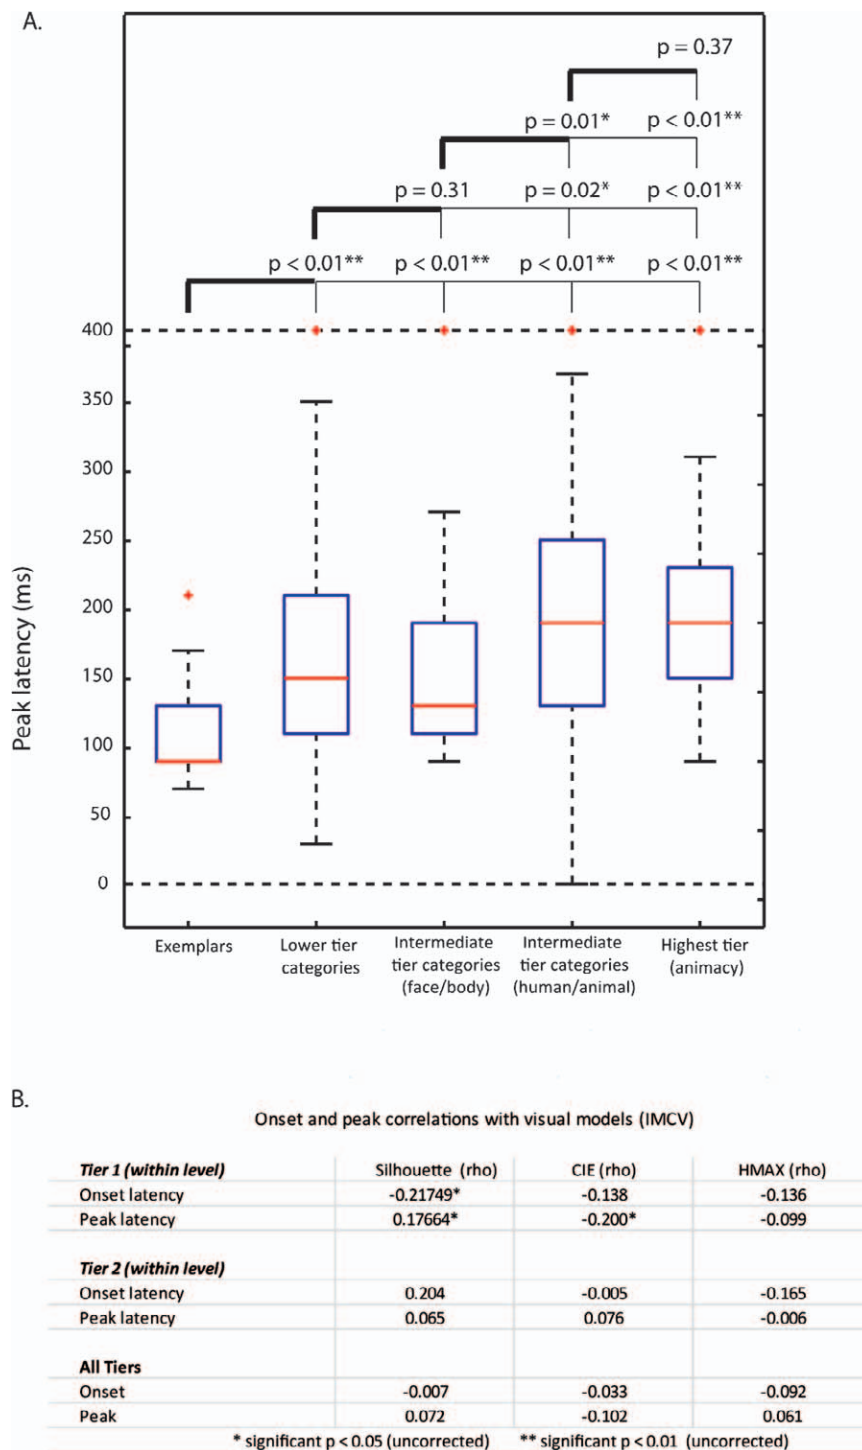 A.
p = 0.37
p = 0.01* p < 0.01**
p = 0.31 p = 0.02* p < 0.01**
p < 0.01** p < 0.01** p < 0.01** p < 0.01**
400
350
300
250
200
150
100
50
0
Peak latency (ms)
Exemplars
Lower tier
categories
Intermediate
tier categories
(face/body)
Intermediate
tier categories
(human/animal)
Highest tier
(animacy)
B.
Onset and peak correlations with visual models (IMCV)
Tier 1 (within level) Silhouette (rho) CIE (rho) HMAX (rho)
Onset latency -0.21749* -0.138 -0.136
Peak latency 0.17664* -0.200* -0.099
Tier 2 (within level)
Onset latency 0.204 -0.005 -0.165
Peak latency 0.065 0.076 -0.006
All Tiers
Onset -0.007 -0.033 -0.092
Peak 0.072 -0.102 0.061
* significant p < 0.05 (uncorrected) ** significant p < 0.01 (uncorrected)